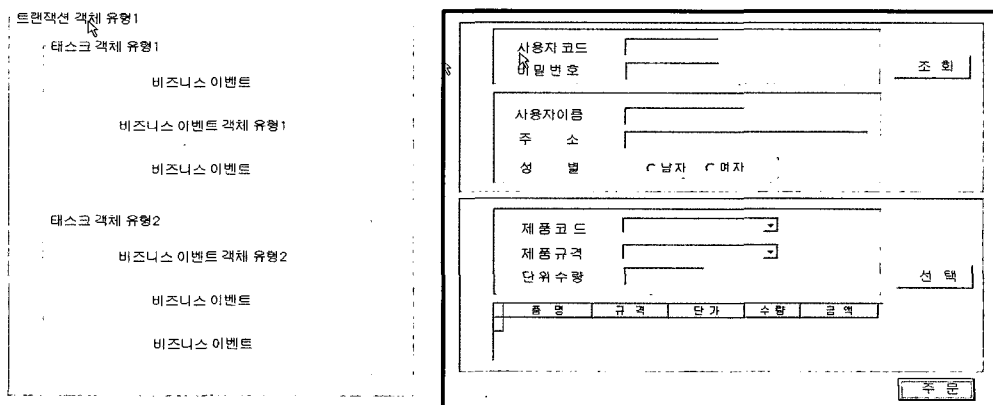 트랜잭션 객체 유형1
태스크 객체 유형1
비즈니스 이벤트
비즈니스 이벤트 객체 유형1
비즈니스 이벤트
태스크 객체 유형2
비즈니스 이벤트 객체 유형2
비즈니스 이벤트
비즈니스 이벤트
사용자 코드
비밀번호
조 회
사용자이름
주 소
성 별 남자 여자
제품코드
제품규격
단위수량
선 택
품 명 규 격 단 가 수 량 금 액
주 문